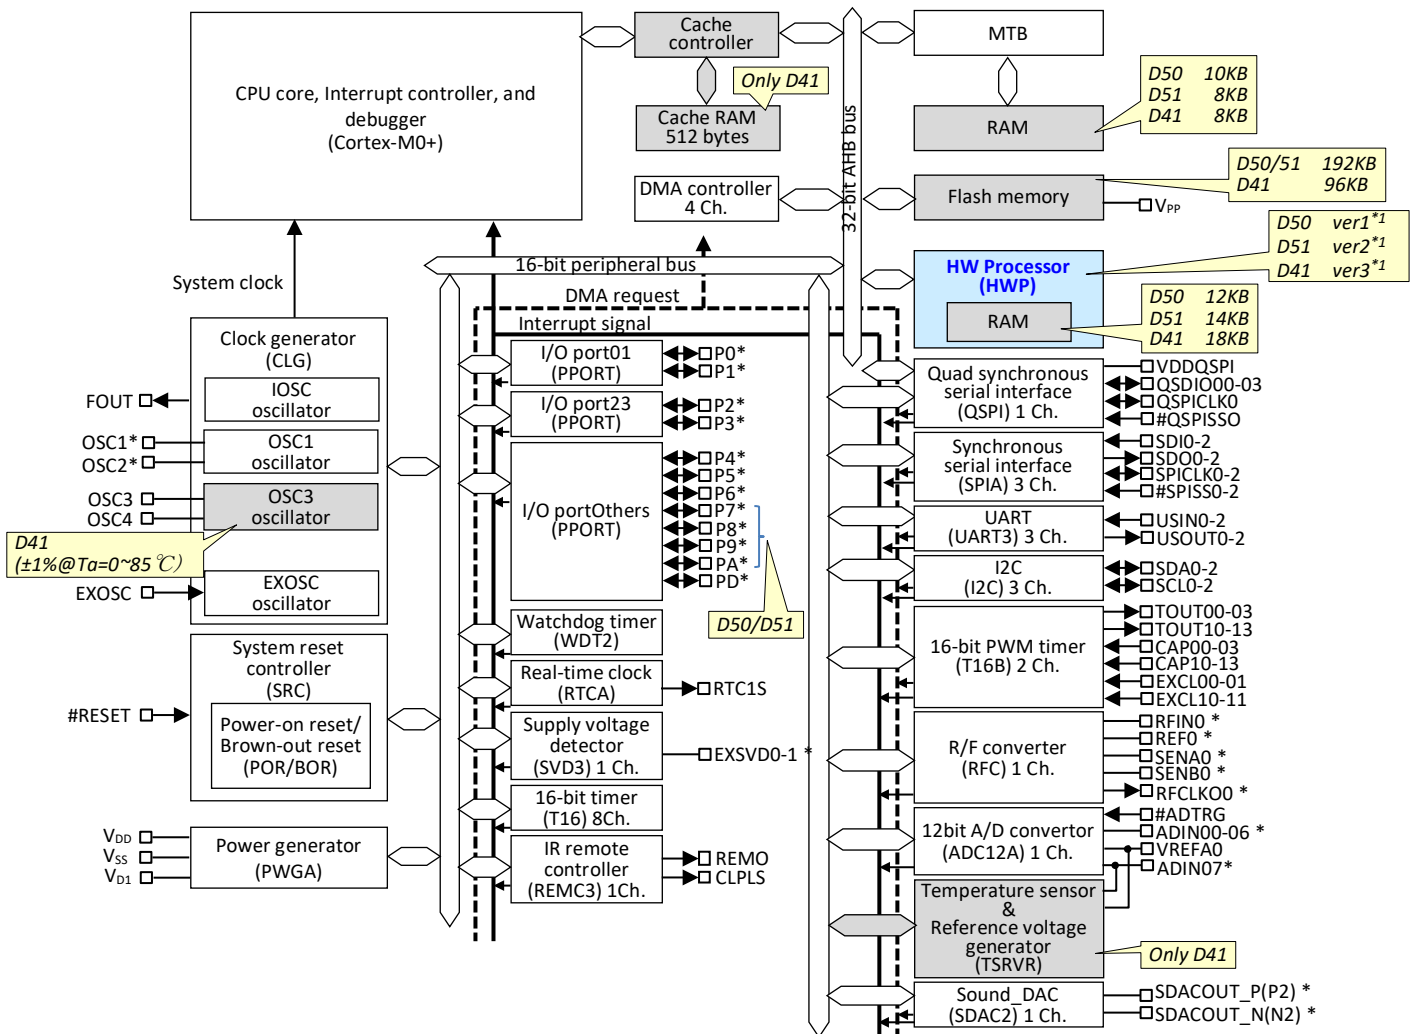 CPU core, Interrupt controller, and
debugger
(Cortex-M0+)
Cache
controller
Only D41
Cache RAM
512 bytes
DMA controller
4 Ch.
32-bit AHB bus
MTB
RAM
D50 10KB
D51 8KB
D41 8KB
Flash memory
D50/51 192KB
D41 96KB
VPP
HW Processor
(HWP)
RAM
D50 ver1*1
D51 ver2*1
D41 ver3*1
D50 12KB
D51 14KB
D41 18KB
System clock
16-bit peripheral bus
DMA request
Interrupt signal
Clock generator
(CLG)
IOSC
oscillator
OSC1
oscillator
OSC3
oscillator
EXOSC
oscillator
FOUT
OSC1*
OSC2*
OSC3
OSC4
D41
(±1%@Ta=0~85℃)
EXOSC
System reset
controller
(SRC)
Power-on reset/
Brown-out reset
(POR/BOR)
#RESET
Power generator
(PWGA)
VDD
VSS
VD1
I/O port01
(PPORT)
P0*
P1*
I/O port23
(PPORT)
P2*
P3*
I/O portOthers
(PPORT)
P4*
P5*
P6*
P7*
P8*
P9*
PA*
PD*
D50/D51
Watchdog timer
(WDT2)
Real-time clock
(RTCA)
RTC1S
Supply voltage
detector
(SVD3) 1 Ch.
EXSVD0-1 *
16-bit timer
(T16) 8Ch.
IR remote
controller
(REMC3) 1Ch.
REMO
CLPLS
Quad synchronous
serial interface
(QSPI) 1 Ch.
VDDQSPI
QSDIO00-03
QSPICLK0
#QSPISSO
Synchronous
serial interface
(SPIA) 3 Ch.
SDI0-2
SDO0-2
SPICLK0-2
#SPISS0-2
UART
(UART3) 3 Ch.
USIN0-2
USOUT0-2
I2C
(I2C) 3 Ch.
SDA0-2
SCL0-2
16-bit PWM timer
(T16B) 2 Ch.
TOUT00-03
TOUT10-13
CAP00-03
CAP10-13
EXCL00-01
EXCL10-11
R/F converter
(RFC) 1 Ch.
RFIN0 *
REF0 *
SENA0 *
SENB0 *
RFCLKO0 *
12bit A/D convertor
(ADC12A) 1 Ch.
#ADTRG
ADIN00-06 *
VREFA0
ADIN07*
Temperature sensor
&
Reference voltage
generator
(TSRVR)
Only D41
Sound_DAC
(SDAC2) 1 Ch.
SDACOUT_P(P2) *
SDACOUT_N(N2) *